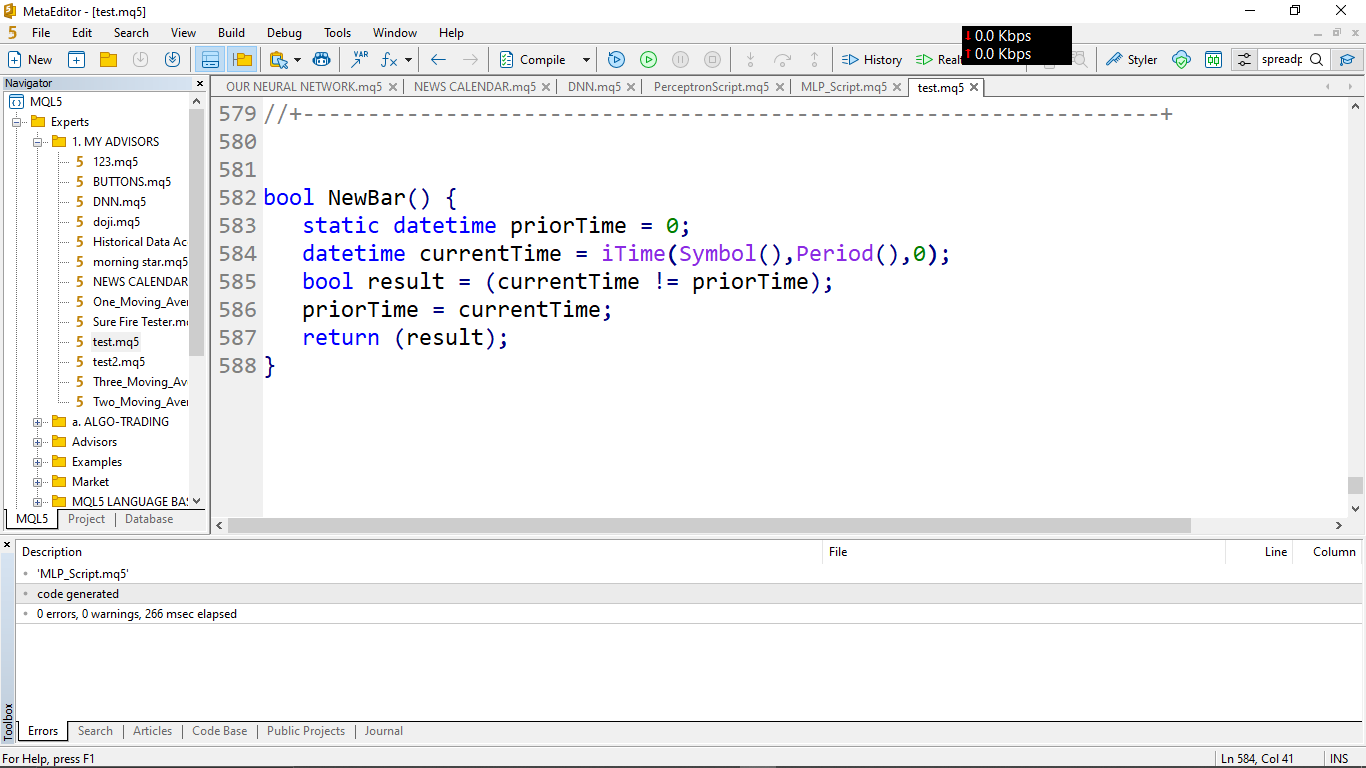 MetaEditor - [test.mq5]
File Edit Search View Build Debug Tools Window Help
0.0 Kbps
0.0 Kbps
New VAR fx Compile History Realt Styler spreadp
Navigator
MQL5
Experts
1. MY ADVISORS
123.mq5
BUTTONS.mq5
DNN.mq5
doji.mq5
Historical Data Ac
morning star.mq5
NEWS CALENDAR
One_Moving_Aver
Sure Fire Tester.m
test.mq5
test2.mq5
Three_Moving_Av
Two_Moving_Aver
a. ALGO-TRADING
Advisors
Examples
Market
MQL5 LANGUAGE BAS
MQL5 Project Database
OUR NEURAL NETWORK.mq5 NEWS CALENDAR.mq5 DNN.mq5 PerceptronScript.mq5 MLP_Script.mq5 test.mq5
579 //+------------------------------------------------------------------+
580
581
582 bool NewBar() {
583 static datetime priorTime = 0;
584 datetime currentTime = iTime(Symbol(),Period(),0);
585 bool result = (currentTime != priorTime);
586 priorTime = currentTime;
587 return (result);
588 }
Description File Line Column
'MLP_Script.mq5'
code generated
0 errors, 0 warnings, 266 msec elapsed
Toolbox
Errors Search Articles Code Base Public Projects Journal
For Help, press F1 Ln 584, Col 41 INS